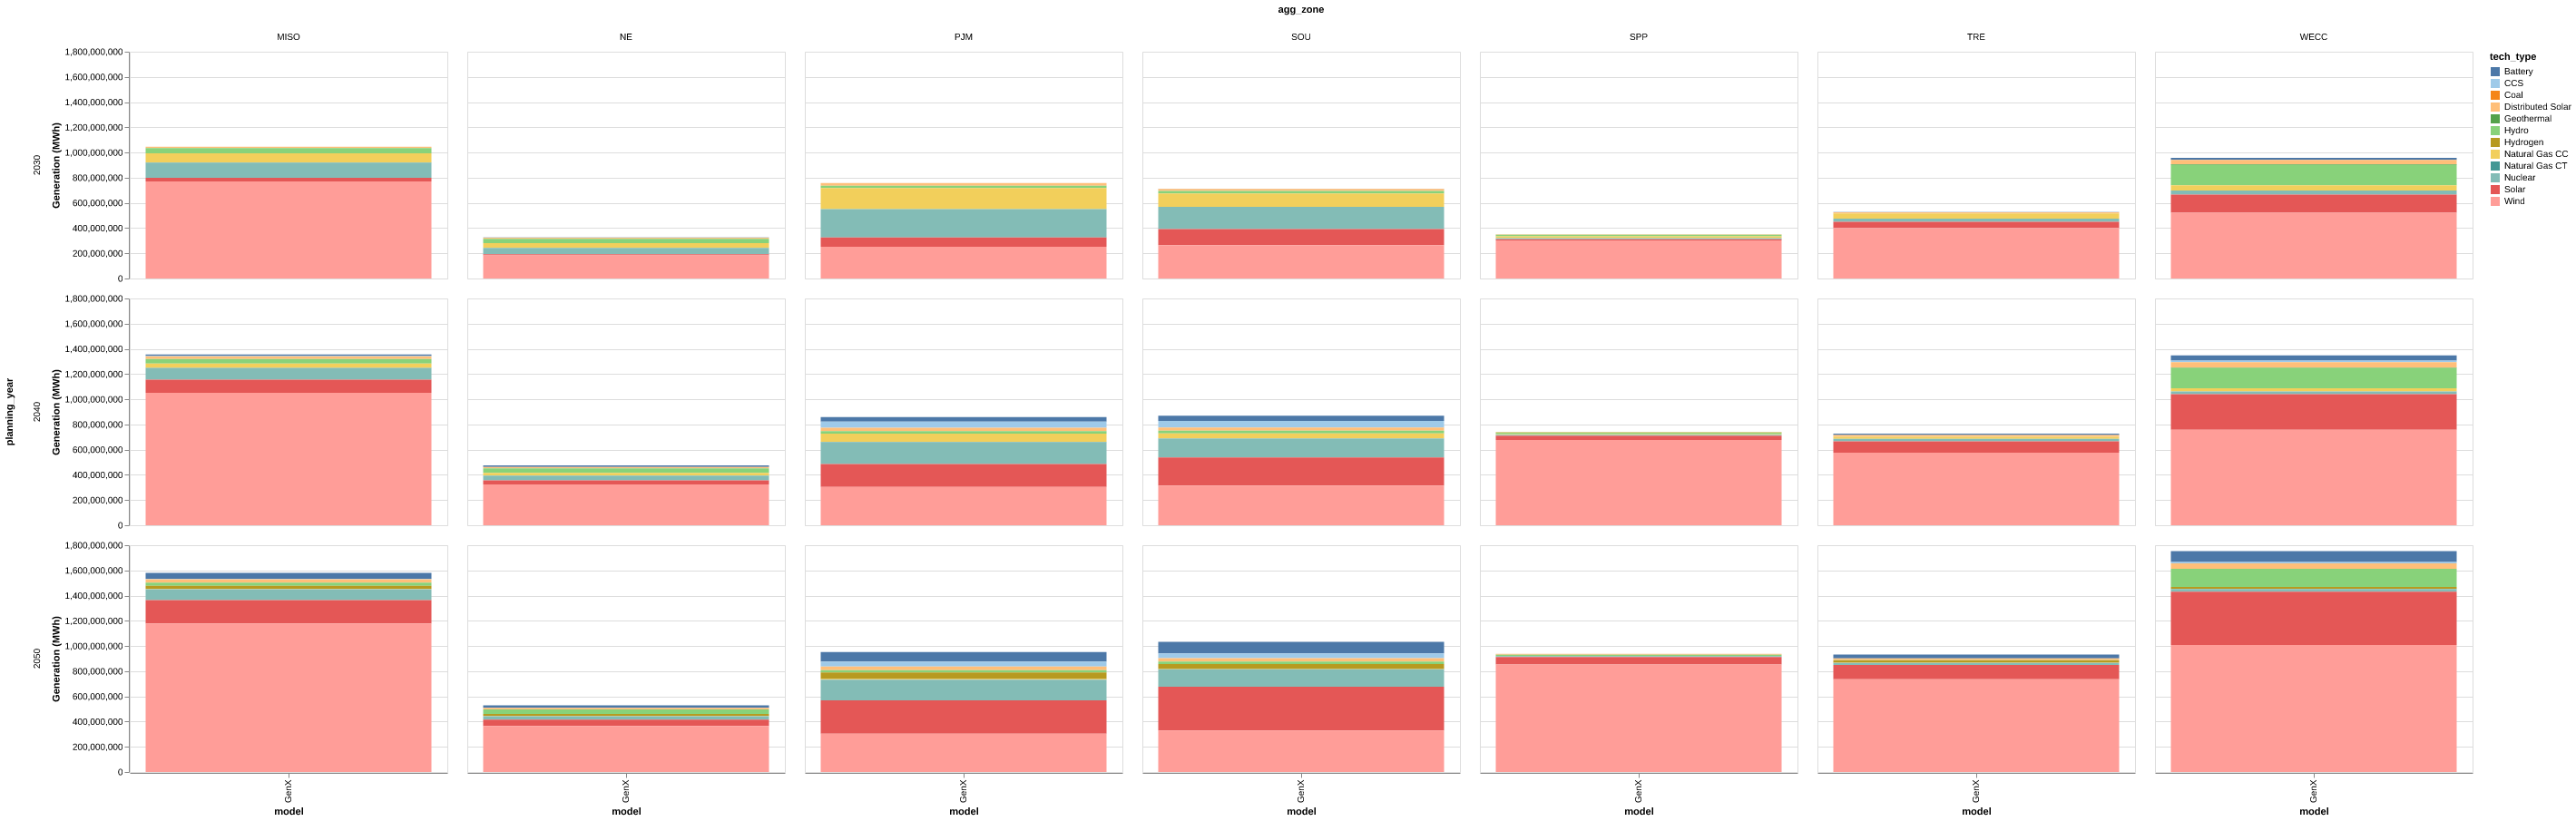 agg_zone
MISO NE PJM SOU SPP TRE WECC
planning_year
2030
Generation (MWh)
1,800,000,000
1,600,000,000
1,400,000,000
1,200,000,000
1,000,000,000
800,000,000
600,000,000
400,000,000
200,000,000
0
2040
Generation (MWh)
1,800,000,000
1,600,000,000
1,400,000,000
1,200,000,000
1,000,000,000
800,000,000
600,000,000
400,000,000
200,000,000
0
2050
Generation (MWh)
1,800,000,000
1,600,000,000
1,400,000,000
1,200,000,000
1,000,000,000
800,000,000
600,000,000
400,000,000
200,000,000
0
GenX GenX GenX GenX GenX GenX GenX
model model model model model model model
tech_type
Battery
CCS
Coal
Distributed Solar
Geothermal
Hydro
Hydrogen
Natural Gas CC
Natural Gas CT
Nuclear
Solar
Wind